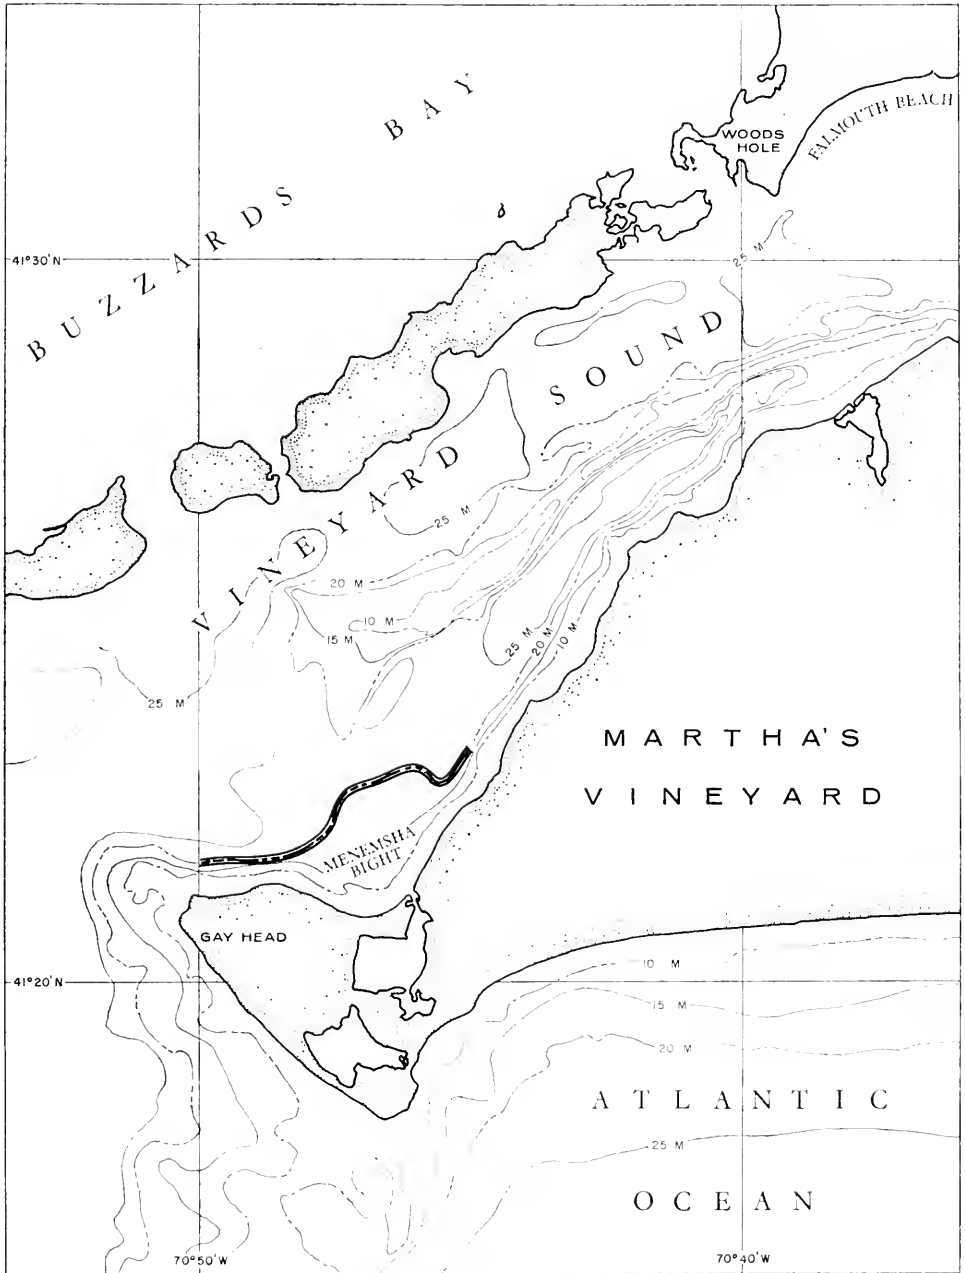 BUZZARDS BAY
WOODS
HOLE
FALMOUTH BEACH
41°30'N
25 M
VINEYARD SOUND
25 M
20 M
10 M
15 M
25 M
20 M
10 M
25 M
MARTHA'S
VINEYARD
MENEMSHA
BIGHT
GAY HEAD
10 M
41°20'N
15 M
20 M
ATLANTIC
25 M
OCEAN
70°50'W
70°40'W